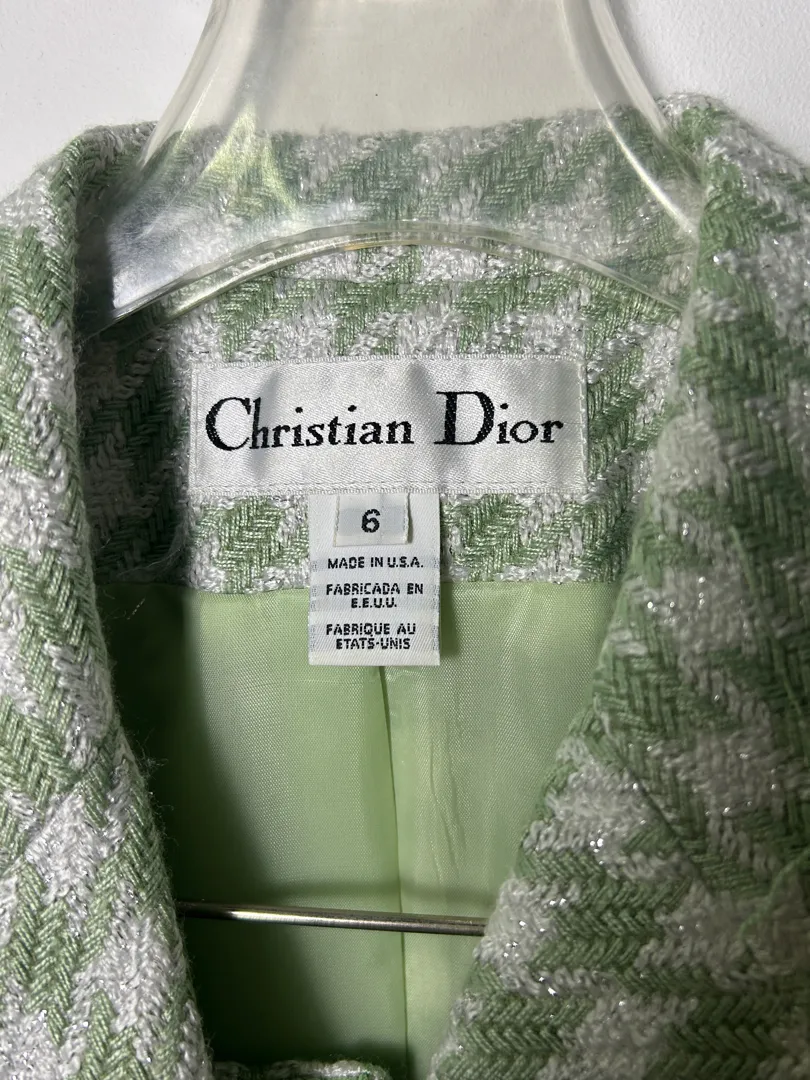 Christian Dior
6
MADE IN U.S.A.
FABRICADA EN
E.E.U.U.
FABRIQUE AU
ETATS-UNIS